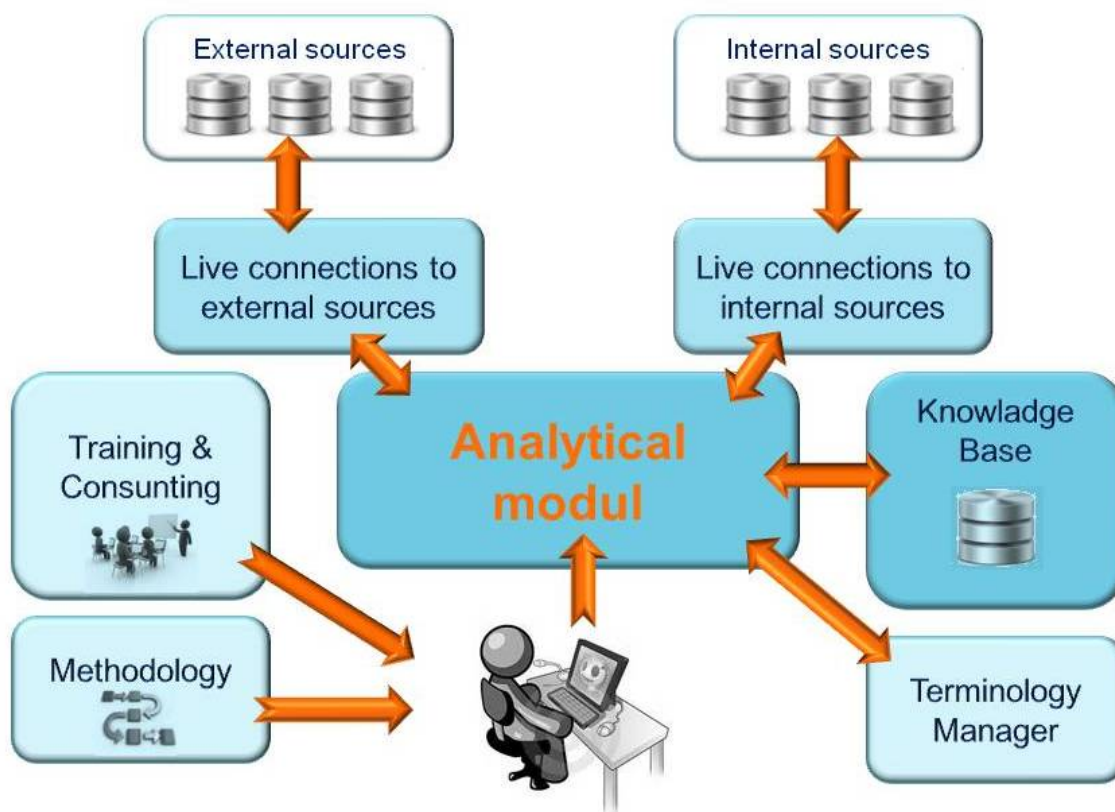 External sources
Internal sources
Live connections to
external sources
Live connections to
internal sources
Training &
Consunting
Analytical
modul
Knowladge
Base
Methodology
Terminology
Manager